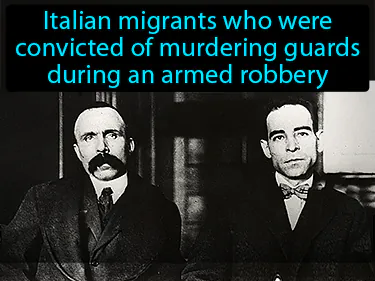 Italian migrants who were
convicted of murdering guards
during an armed robbery